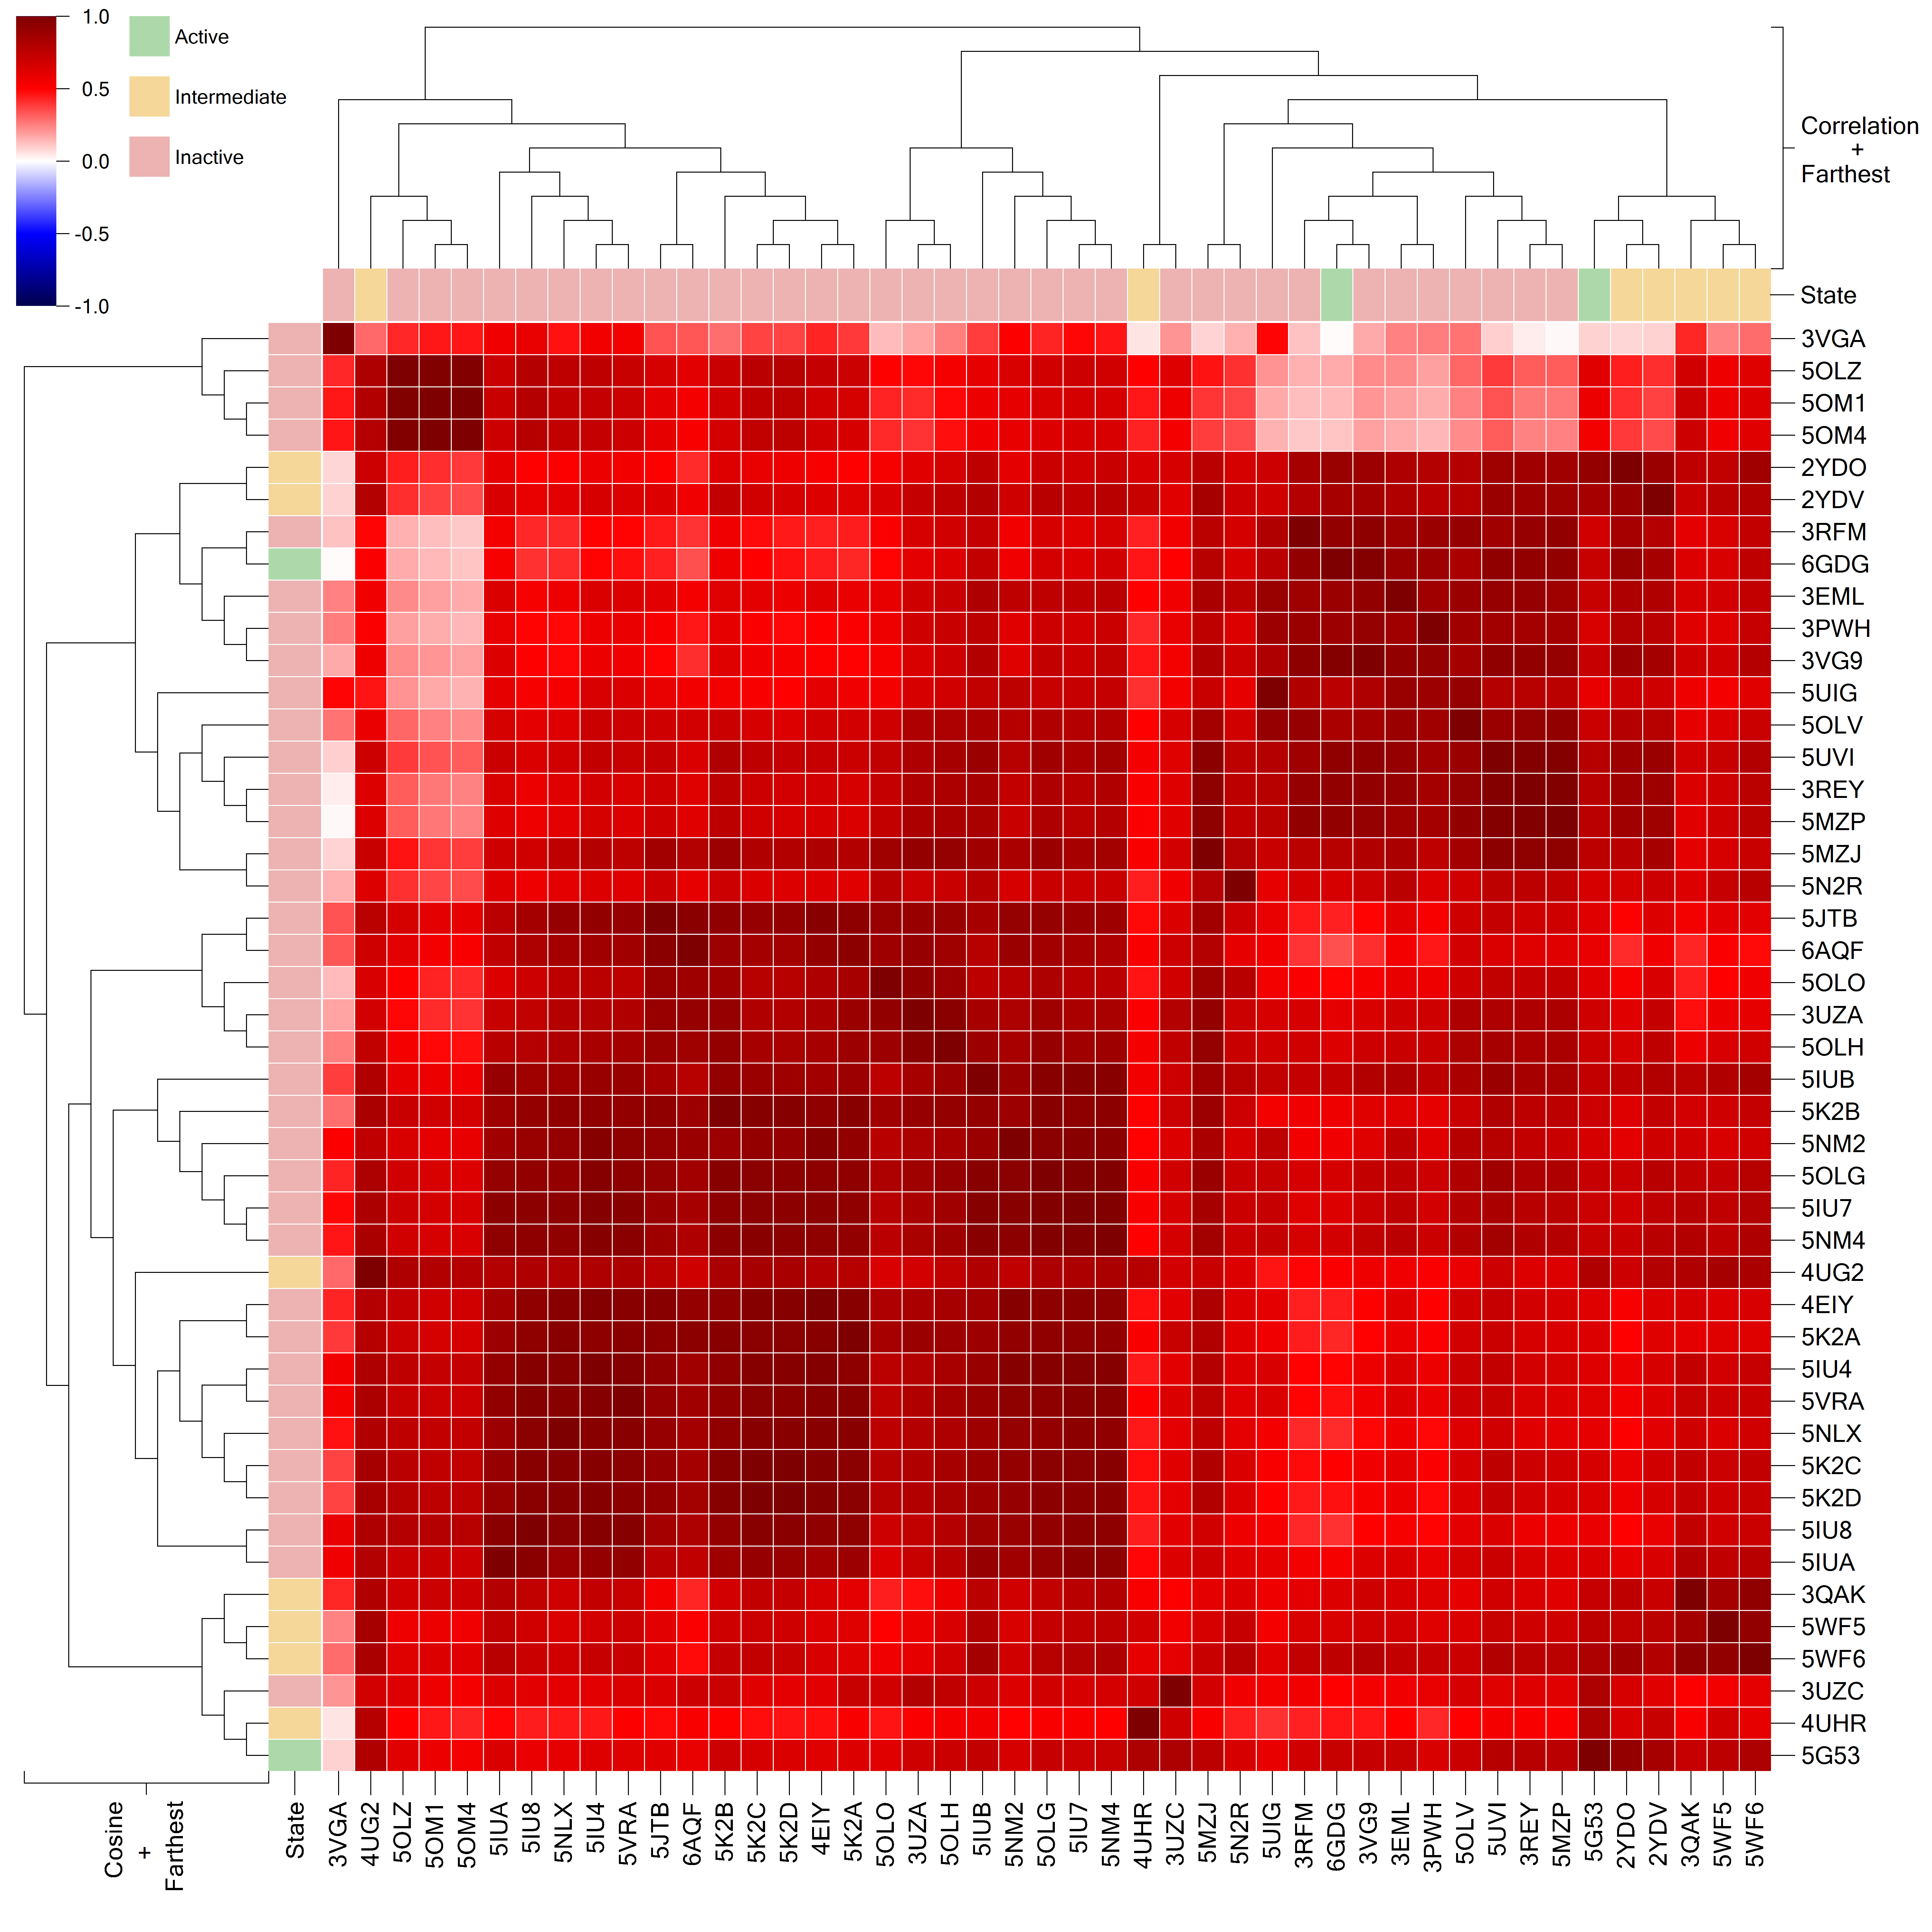 1.0
0.5
0.0
-0.5
-1.0
Active
Intermediate
Inactive
Correlation
+
Farthest
State
3VGA
5OLZ
5OM1
5OM4
2YDO
2YDV
3RFM
6GDG
3EML
3PWH
3VG9
5UIG
5OLV
5UVI
3REY
5MZP
5MZJ
5N2R
5JTB
6AQF
5OLO
3UZA
5OLH
5IUB
5K2B
5NM2
5OLG
5IU7
5NM4
4UG2
4EIY
5K2A
5IU4
5VRA
5NLX
5K2C
5K2D
5IU8
5IUA
3QAK
5WF5
5WF6
3UZC
4UHR
5G53
Cosine
+
Farthest
State
3VGA
4UG2
5OLZ
5OM1
5OM4
5IUA
5IU8
5NLX
5IU4
5VRA
5JTB
6AQF
5K2B
5K2C
5K2D
4EIY
5K2A
5OLO
3UZA
5OLH
5IUB
5NM2
5OLG
5IU7
5NM4
4UHR
3UZC
5MZJ
5N2R
5UIG
3RFM
6GDG
3VG9
3EML
3PWH
5OLV
5UVI
3REY
5MZP
5G53
2YDO
2YDV
3QAK
5WF5
5WF6